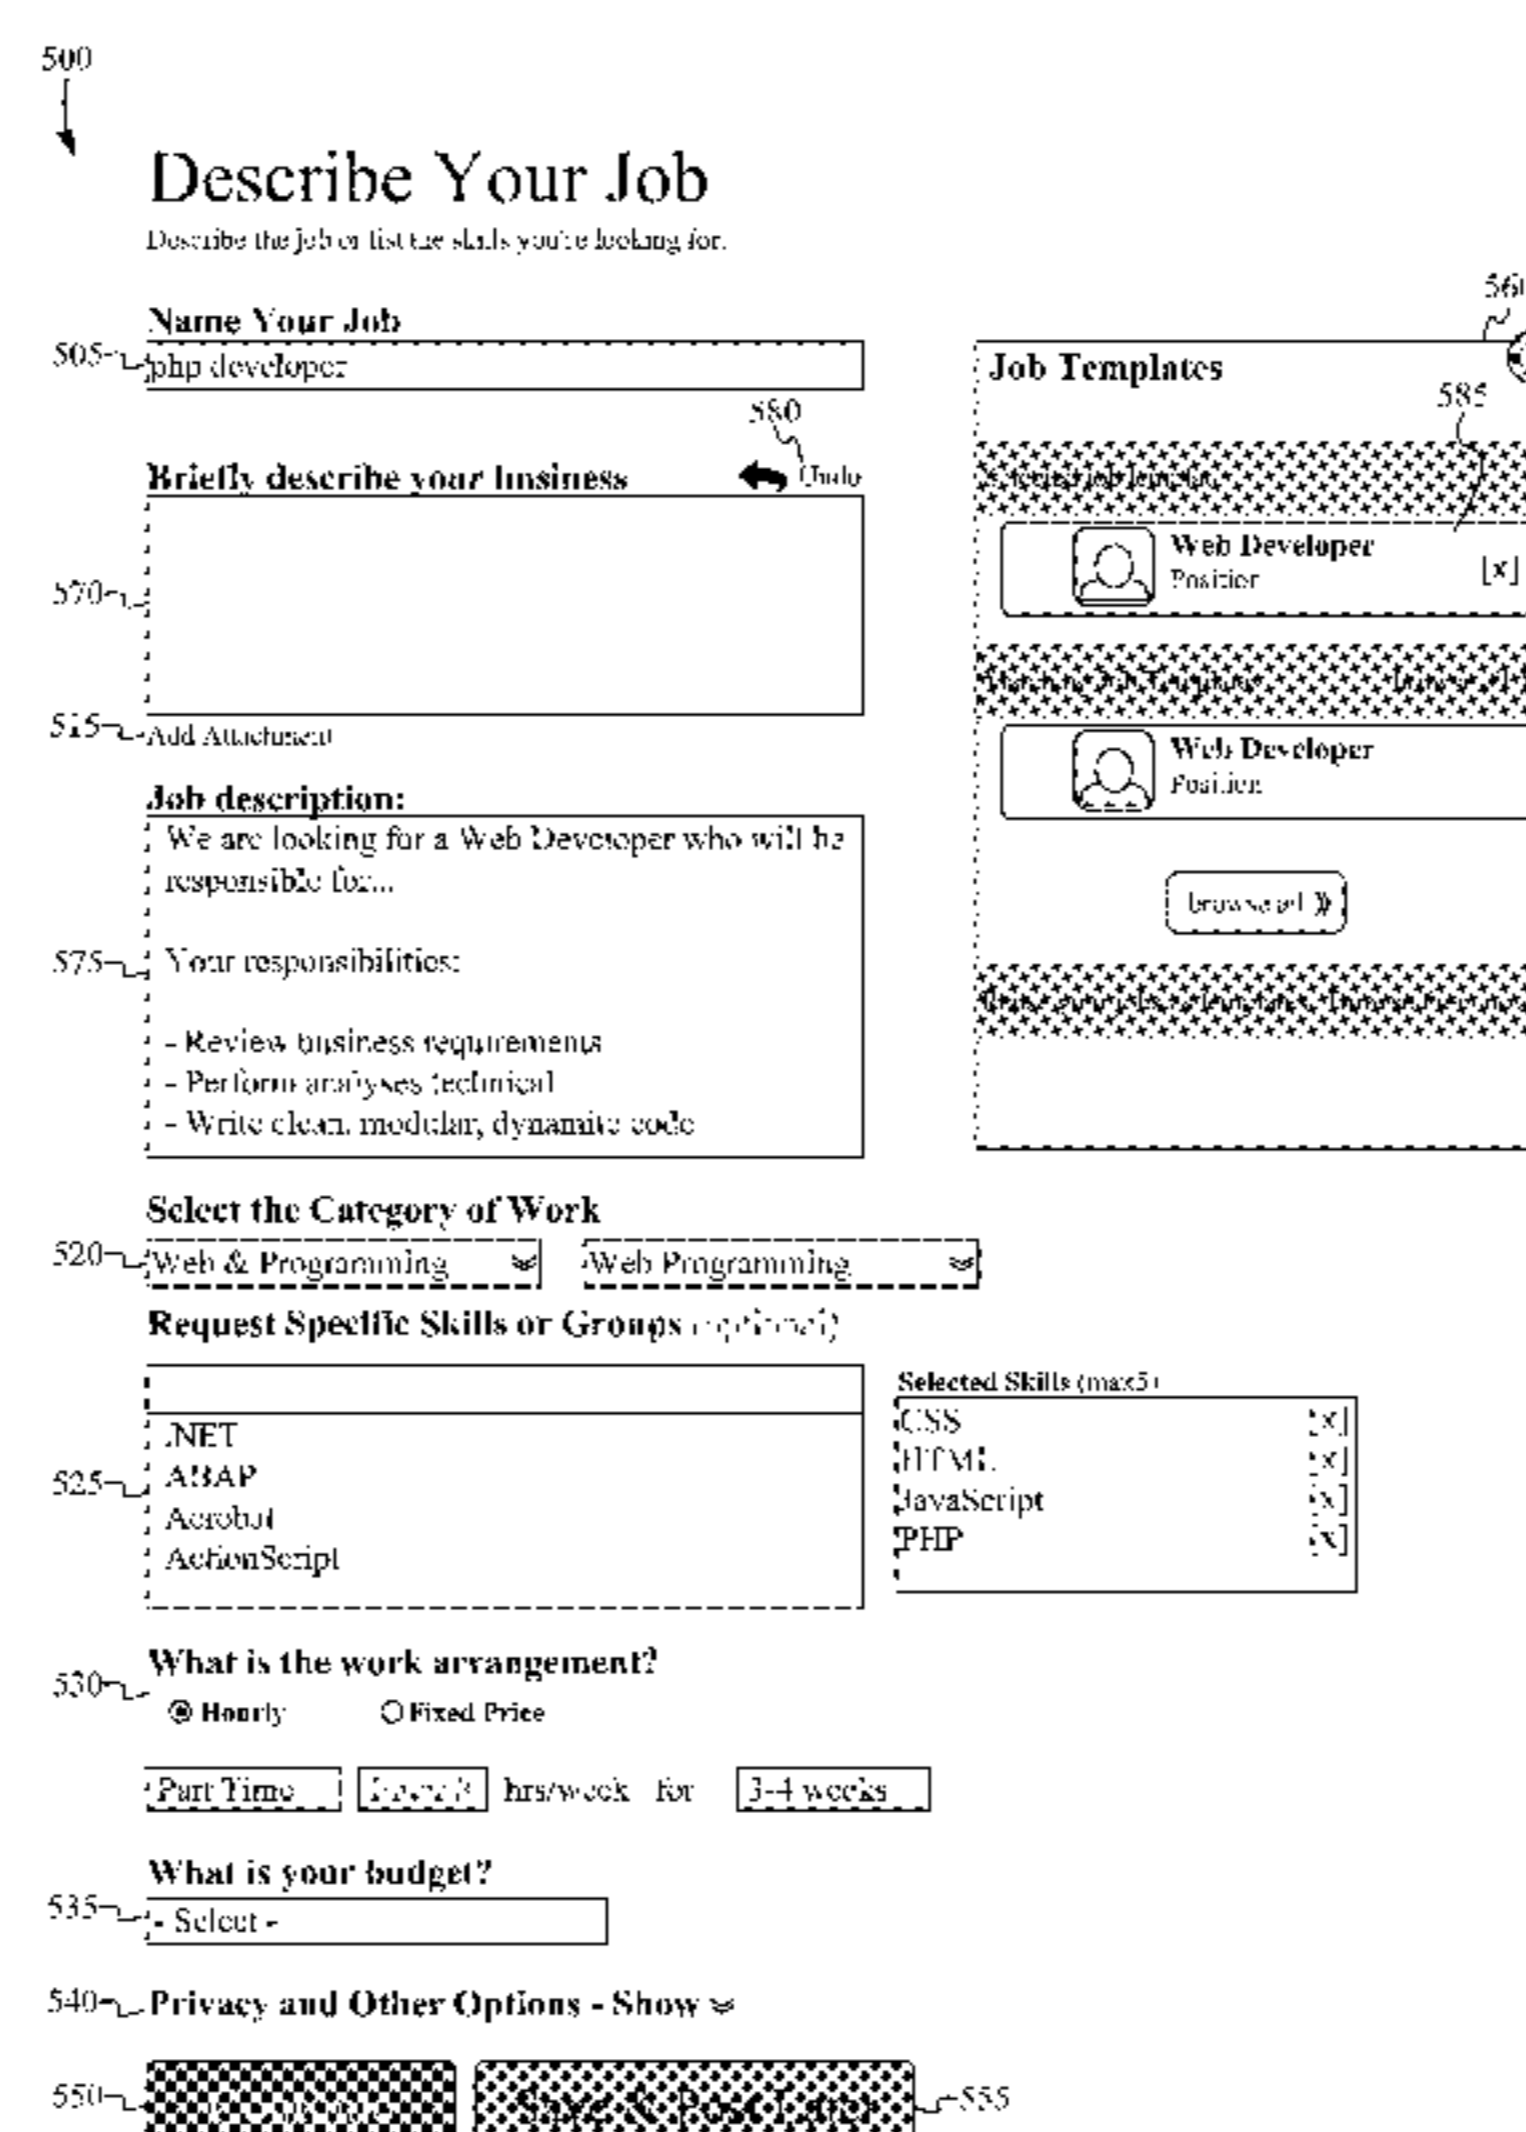 500
Describe Your Job
Describe the job or list the skills you're looking for.
Name Your Job
505
php developer
580
Briefly describe your business
Undo
570
515
Add Attachment
Job description:
We are looking for a Web Developer who will be
responsible for...
Your responsibilities:
575
- Review business requirements
- Perform analyses technical
- Write clean, modular, dynamite code
560
Job Templates
585
Web Developer
Position
[x]
Web Developer
Position
browse all »
Select the Category of Work
520
Web & Programming
Web Programming
Request Specific Skills or Groups (optional)
525
.NET
ABAP
Acrobat
ActionScript
Selected Skills (max5)
CSS [x]
HTML [x]
JavaScript [x]
PHP [x]
What is the work arrangement?
530
Hourly
Fixed Price
Part Time
hrs/week for
3-4 weeks
What is your budget?
535
- Select -
540
Privacy and Other Options - Show
550
Save & Post Later
555